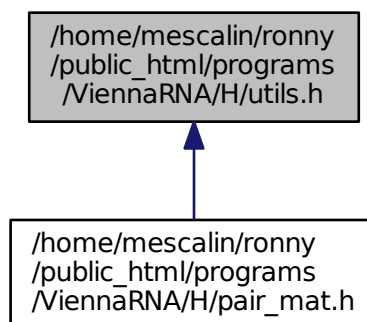 /home/mescalin/ronny
/public_html/programs
/ViennaRNA/H/utils.h
/home/mescalin/ronny
/public_html/programs
/ViennaRNA/H/pair_mat.h